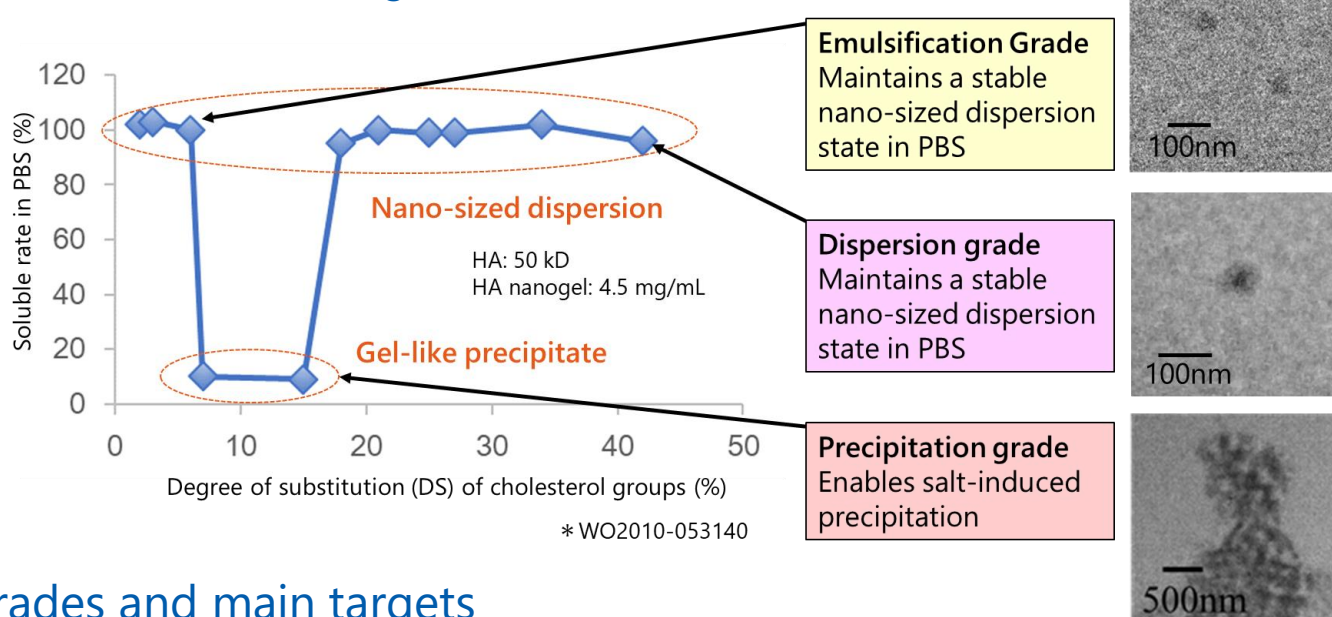 120
100
80
60
40
20
0
Soluble rate in PBS (%)
0 10 20 30 40 50
Degree of substitution (DS) of cholesterol groups (%)
Nano-sized dispersion
HA: 50 kD
HA nanogel: 4.5 mg/mL
Gel-like precipitate
*WO2010-053140
Emulsification Grade
Maintains a stable
nano-sized dispersion
state in PBS
100nm
Dispersion grade
Maintains a stable
nano-sized dispersion
state in PBS
100nm
Precipitation grade
Enables salt-induced
precipitation
500nm
rades and main targets